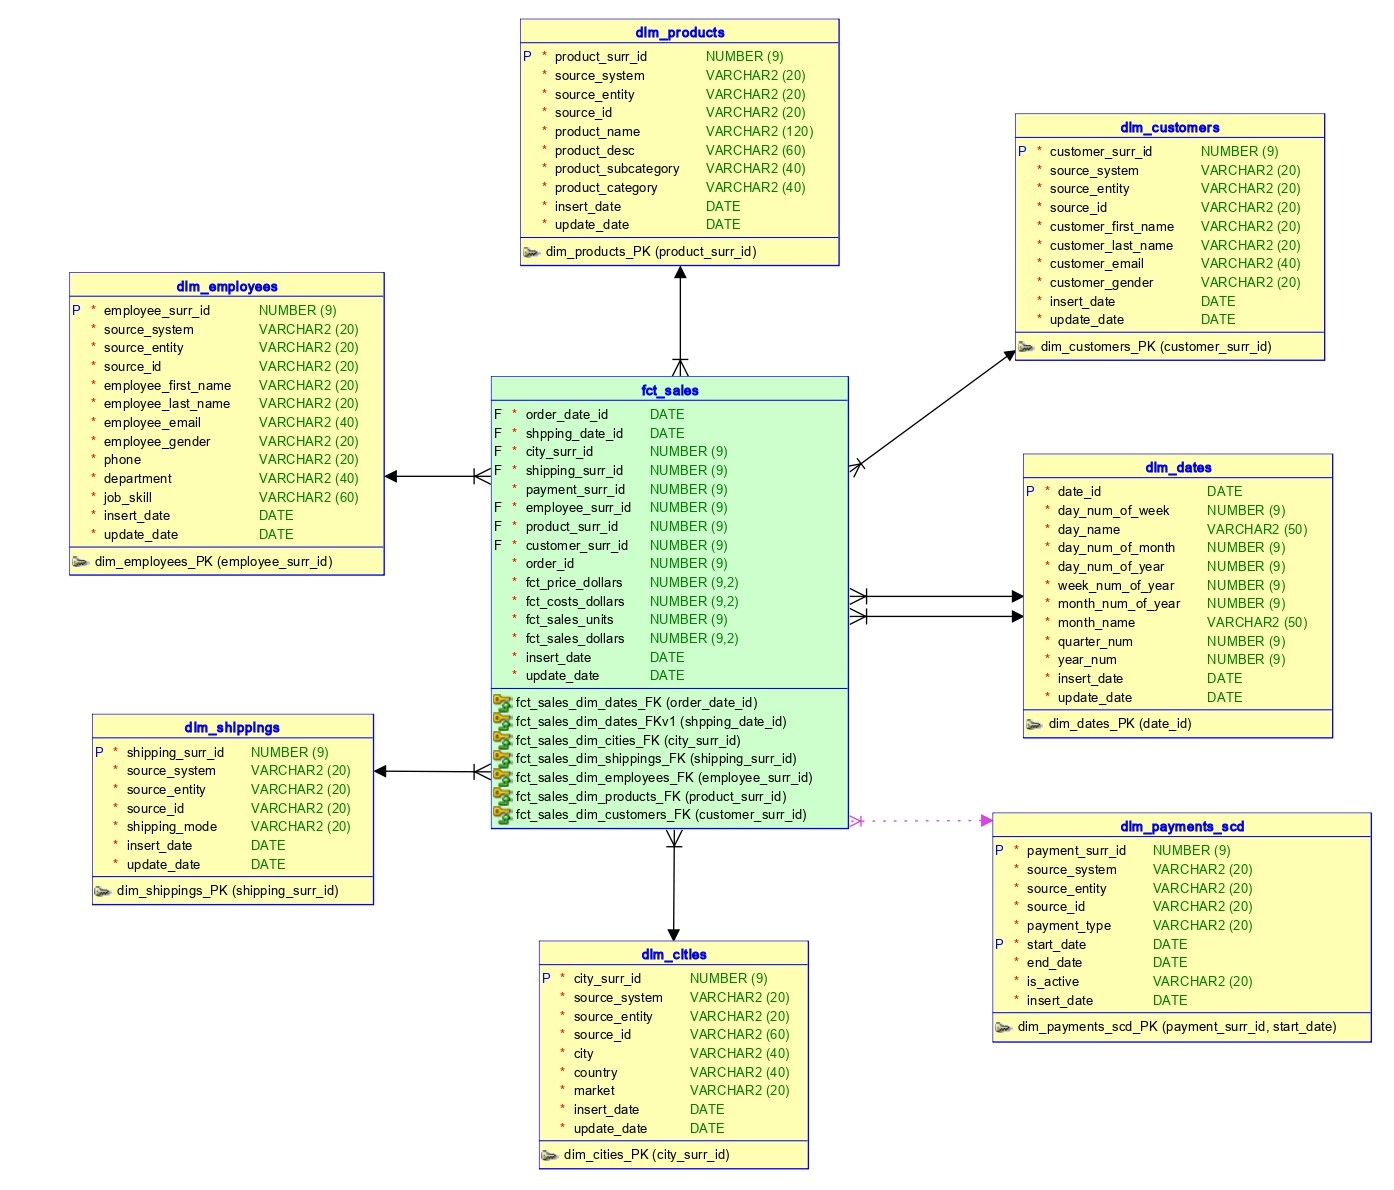 dim_products
P * product_surr_id NUMBER (9)
* source_system VARCHAR2 (20)
* source_entity VARCHAR2 (20)
* source_id VARCHAR2 (20)
* product_name VARCHAR2 (120)
* product_desc VARCHAR2 (60)
* product_subcategory VARCHAR2 (40)
* product_category VARCHAR2 (40)
* insert_date DATE
* update_date DATE
dim_products_PK (product_surr_id)
dim_customers
P * customer_surr_id NUMBER (9)
* source_system VARCHAR2 (20)
* source_entity VARCHAR2 (20)
* source_id VARCHAR2 (20)
* customer_first_name VARCHAR2 (20)
* customer_last_name VARCHAR2 (20)
* customer_email VARCHAR2 (40)
* customer_gender VARCHAR2 (20)
* insert_date DATE
* update_date DATE
dim_customers_PK (customer_surr_id)
dim_employees
P * employee_surr_id NUMBER (9)
* source_system VARCHAR2 (20)
* source_entity VARCHAR2 (20)
* source_id VARCHAR2 (20)
* employee_first_name VARCHAR2 (20)
* employee_last_name VARCHAR2 (20)
* employee_email VARCHAR2 (40)
* employee_gender VARCHAR2 (20)
* phone VARCHAR2 (20)
* department VARCHAR2 (40)
* job_skill VARCHAR2 (60)
* insert_date DATE
* update_date DATE
dim_employees_PK (employee_surr_id)
fct_sales
F * order_date_id DATE
F * shpping_date_id DATE
F * city_surr_id NUMBER (9)
F * shipping_surr_id NUMBER (9)
* payment_surr_id NUMBER (9)
F * employee_surr_id NUMBER (9)
F * product_surr_id NUMBER (9)
F * customer_surr_id NUMBER (9)
* order_id NUMBER (9)
* fct_price_dollars NUMBER (9,2)
* fct_costs_dollars NUMBER (9,2)
* fct_sales_units NUMBER (9)
* fct_sales_dollars NUMBER (9,2)
* insert_date DATE
* update_date DATE
fct_sales_dim_dates_FK (order_date_id)
fct_sales_dim_dates_FKv1 (shpping_date_id)
fct_sales_dim_cities_FK (city_surr_id)
fct_sales_dim_shippings_FK (shipping_surr_id)
fct_sales_dim_employees_FK (employee_surr_id)
fct_sales_dim_products_FK (product_surr_id)
fct_sales_dim_customers_FK (customer_surr_id)
dim_dates
P * date_id DATE
* day_num_of_week NUMBER (9)
* day_name VARCHAR2 (50)
* day_num_of_month NUMBER (9)
* day_num_of_year NUMBER (9)
* week_num_of_year NUMBER (9)
* month_num_of_year NUMBER (9)
* month_name VARCHAR2 (50)
* quarter_num NUMBER (9)
* year_num NUMBER (9)
* insert_date DATE
* update_date DATE
dim_dates_PK (date_id)
dim_shippings
P * shipping_surr_id NUMBER (9)
* source_system VARCHAR2 (20)
* source_entity VARCHAR2 (20)
* source_id VARCHAR2 (20)
* shipping_mode VARCHAR2 (20)
* insert_date DATE
* update_date DATE
dim_shippings_PK (shipping_surr_id)
dim_payments_scd
P * payment_surr_id NUMBER (9)
* source_system VARCHAR2 (20)
* source_entity VARCHAR2 (20)
* source_id VARCHAR2 (20)
* payment_type VARCHAR2 (20)
P * start_date DATE
* end_date DATE
* is_active VARCHAR2 (20)
* insert_date DATE
dim_payments_scd_PK (payment_surr_id, start_date)
dim_cities
P * city_surr_id NUMBER (9)
* source_system VARCHAR2 (20)
* source_entity VARCHAR2 (20)
* source_id VARCHAR2 (60)
* city VARCHAR2 (40)
* country VARCHAR2 (40)
* market VARCHAR2 (20)
* insert_date DATE
* update_date DATE
dim_cities_PK (city_surr_id)